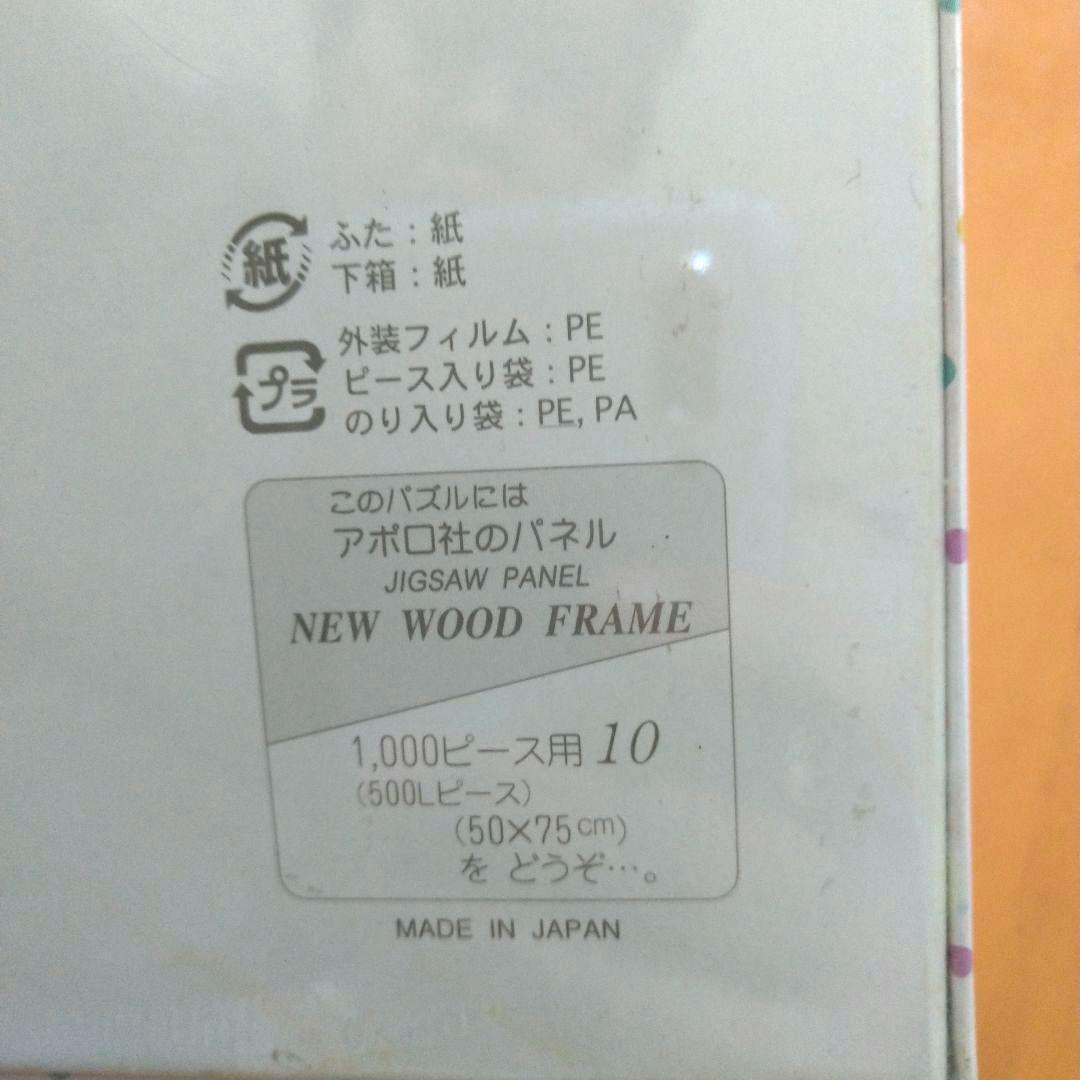 紙
ふた：紙
下箱：紙
プラ
外装フィルム：PE
ピース入り袋：PE
のり入り袋：PE, PA
このパズルには
アポロ社のパネル
JIGSAW PANEL
NEW WOOD FRAME
1,000ピース用 10
(500Lピース)
(50×75cm)
を どうぞ…。
MADE IN JAPAN